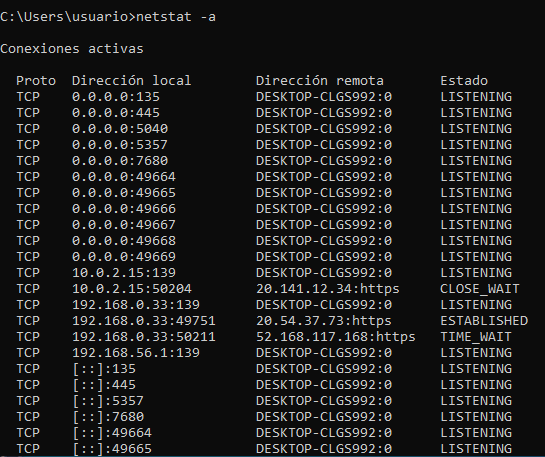 C:\Users\usuario>netstat -a
Conexiones activas
Proto  Dirección local        Dirección remota       Estado
TCP    0.0.0.0:135            DESKTOP-CLGS992:0      LISTENING
TCP    0.0.0.0:445            DESKTOP-CLGS992:0      LISTENING
TCP    0.0.0.0:5040           DESKTOP-CLGS992:0      LISTENING
TCP    0.0.0.0:5357           DESKTOP-CLGS992:0      LISTENING
TCP    0.0.0.0:7680           DESKTOP-CLGS992:0      LISTENING
TCP    0.0.0.0:49664          DESKTOP-CLGS992:0      LISTENING
TCP    0.0.0.0:49665          DESKTOP-CLGS992:0      LISTENING
TCP    0.0.0.0:49666          DESKTOP-CLGS992:0      LISTENING
TCP    0.0.0.0:49667          DESKTOP-CLGS992:0      LISTENING
TCP    0.0.0.0:49668          DESKTOP-CLGS992:0      LISTENING
TCP    0.0.0.0:49669          DESKTOP-CLGS992:0      LISTENING
TCP    10.0.2.15:139          DESKTOP-CLGS992:0      LISTENING
TCP    10.0.2.15:50204        20.141.12.34:https     CLOSE_WAIT
TCP    192.168.0.33:139       DESKTOP-CLGS992:0      LISTENING
TCP    192.168.0.33:49751     20.54.37.73:https      ESTABLISHED
TCP    192.168.0.33:50211     52.168.117.168:https   TIME_WAIT
TCP    192.168.56.1:139       DESKTOP-CLGS992:0      LISTENING
TCP    [::]:135               DESKTOP-CLGS992:0      LISTENING
TCP    [::]:445               DESKTOP-CLGS992:0      LISTENING
TCP    [::]:5357              DESKTOP-CLGS992:0      LISTENING
TCP    [::]:7680              DESKTOP-CLGS992:0      LISTENING
TCP    [::]:49664             DESKTOP-CLGS992:0      LISTENING
TCP    [::]:49665             DESKTOP-CLGS992:0      LISTENING